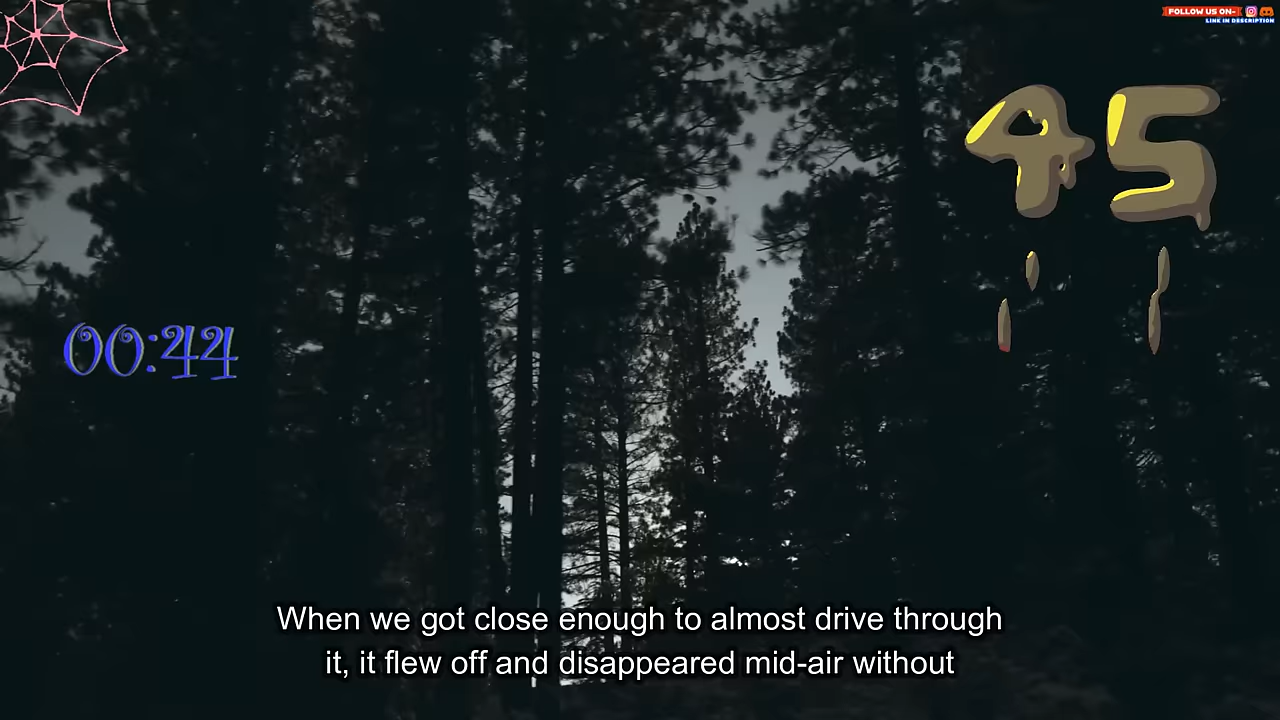 FOLLOW US ON-
LINK IN DESCRIPTION
45
00:44
When we got close enough to almost drive through
it, it flew off and disappeared mid-air without